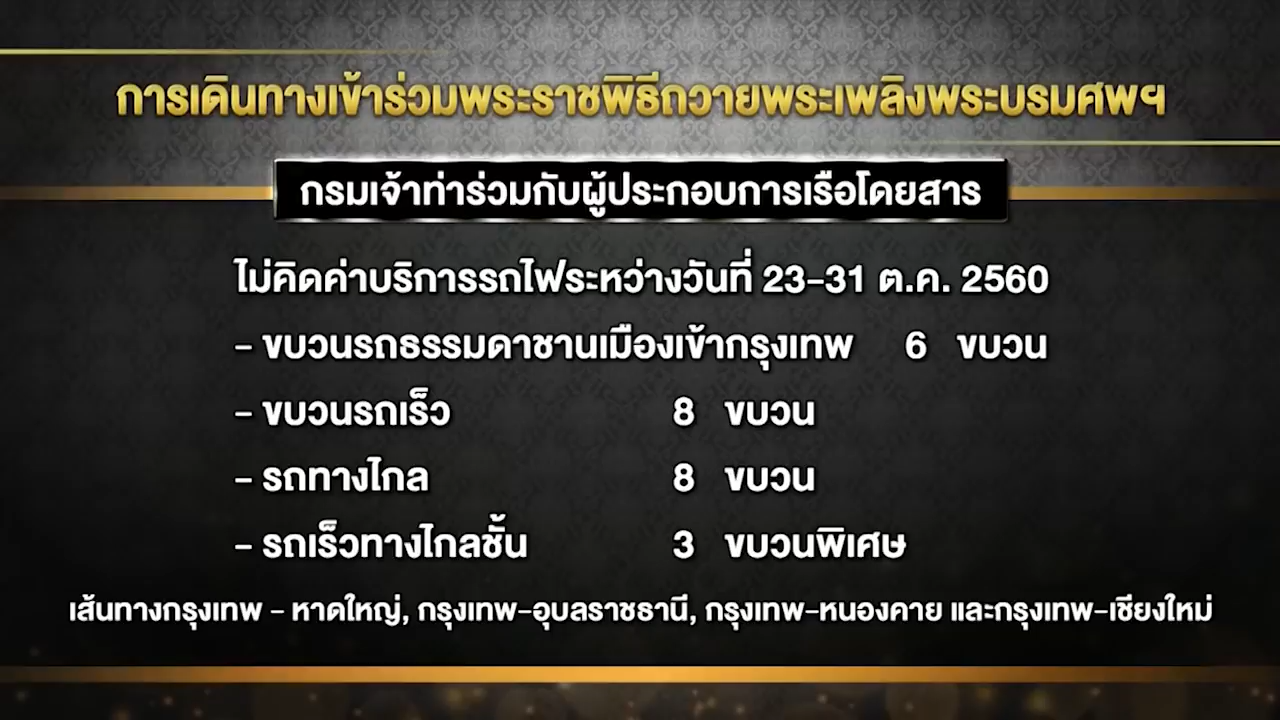 การเดินทางเข้าร่วมพระราชพิธีถวายพระเพลิงพระบรมศพฯ
กรมเจ้าท่าร่วมกับผู้ประกอบการเรือโดยสาร
ไม่คิดค่าบริการรถไฟระหว่างวันที่ 23-31 ต.ค. 2560
- ขบวนรถธรรมดาชานเมืองเข้ากรุงเทพ 6 ขบวน
- ขบวนรถเร็ว 8 ขบวน
- รถทางไกล 8 ขบวน
- รถเร็วทางไกลชั้น 3 ขบวนพิเศษ
เส้นทางกรุงเทพ - หาดใหญ่, กรุงเทพ-อุบลราชธานี, กรุงเทพ-หนองคาย และกรุงเทพ-เชียงใหม่